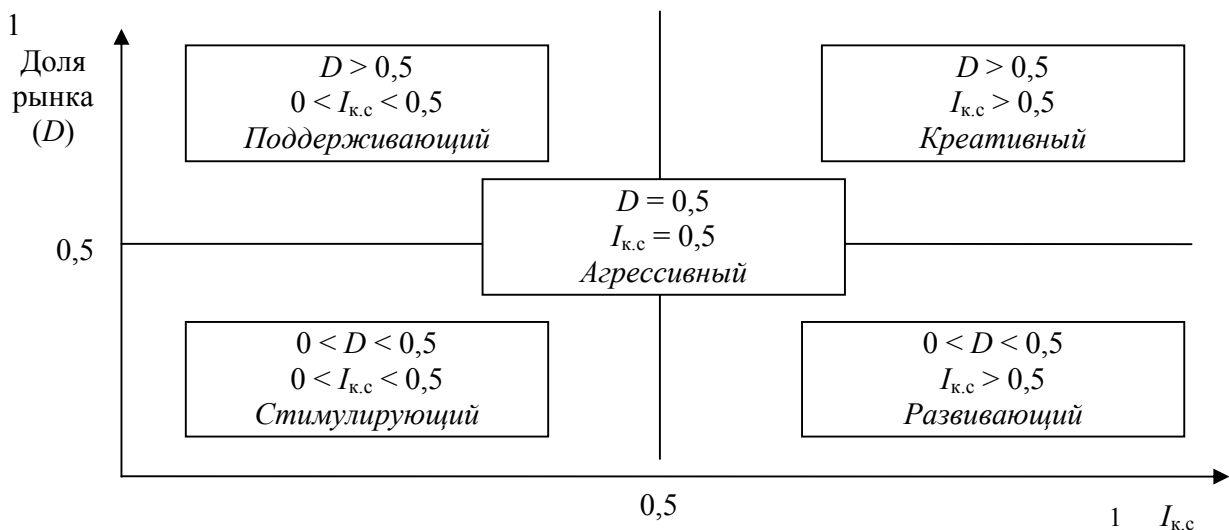 1
Доля
рынка
(D)
D > 0,5
0 < Iк.с < 0,5
Поддерживающий
D > 0,5
Iк.с > 0,5
Креативный
D = 0,5
Iк.с = 0,5
Агрессивный
0,5
0 < D < 0,5
0 < Iк.с < 0,5
Стимулирующий
0 < D < 0,5
Iк.с > 0,5
Развивающий
0,5
1 Iк.с